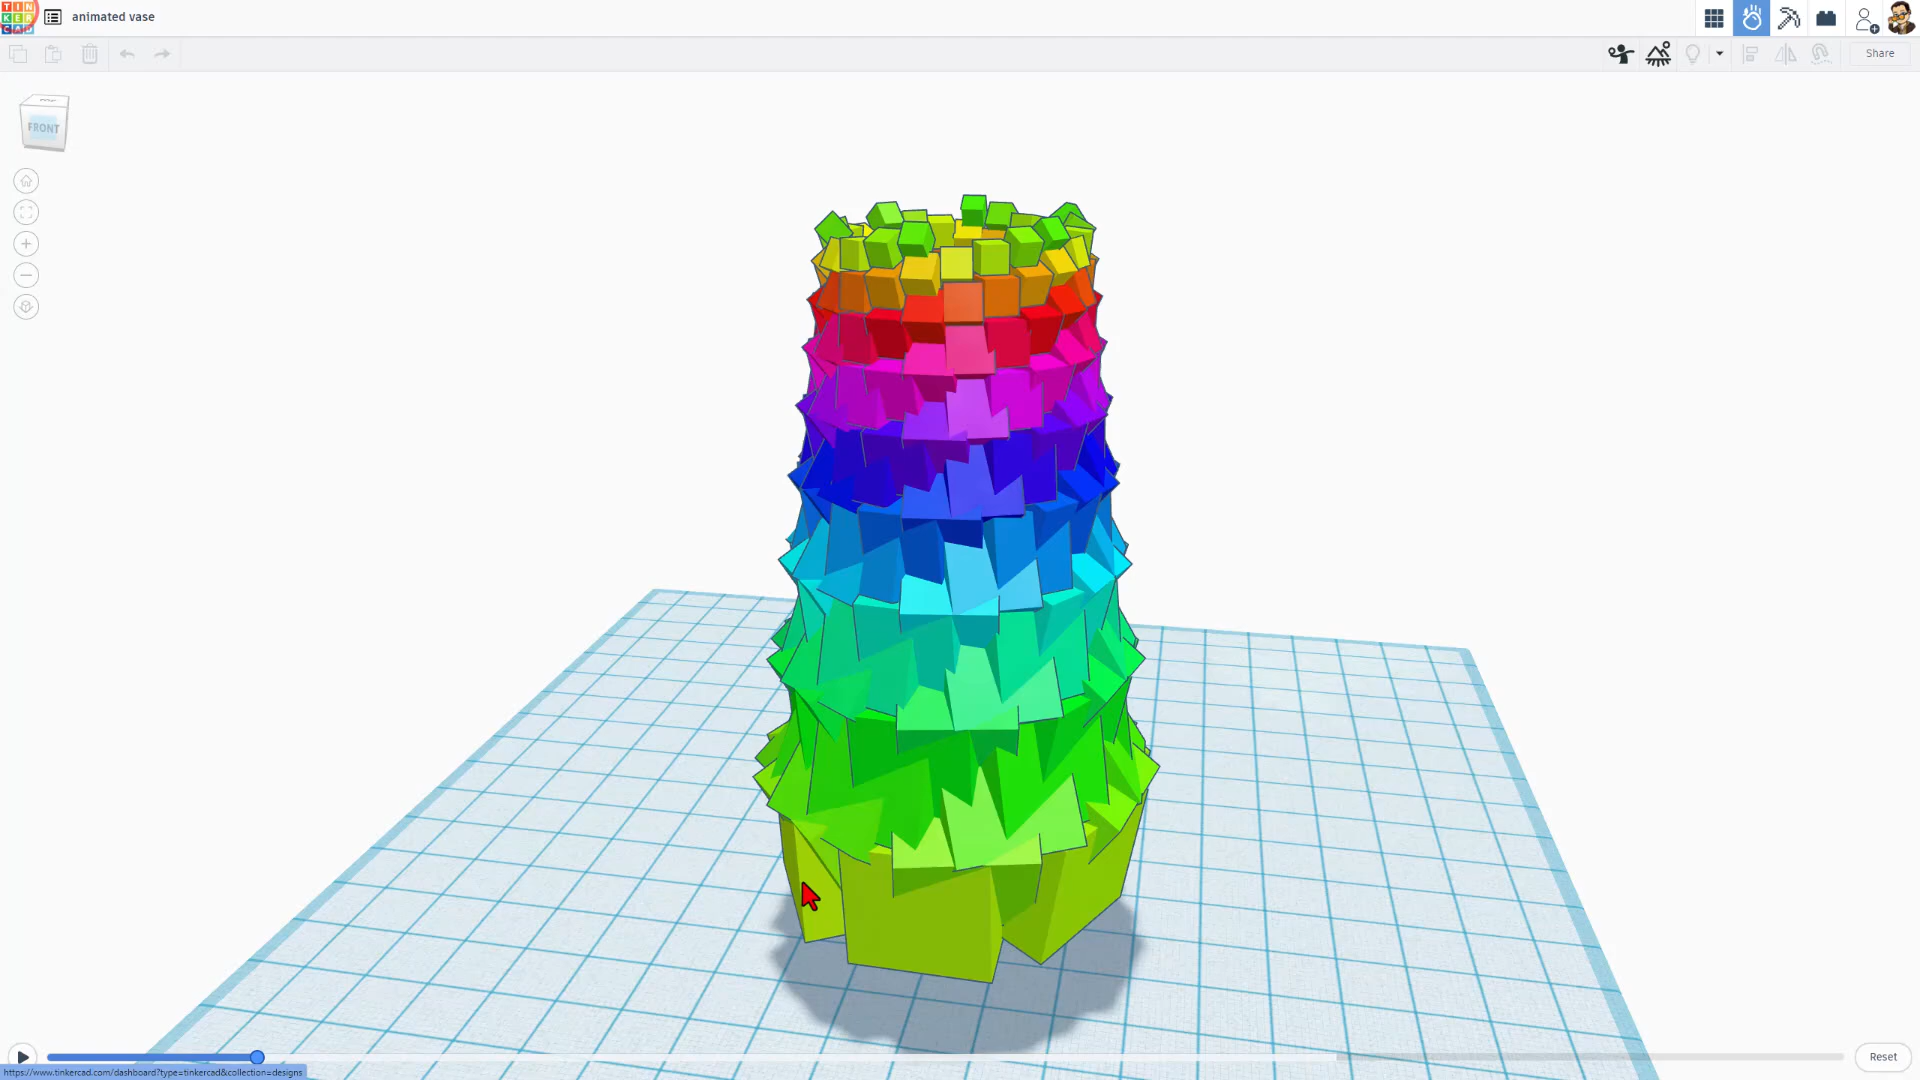 TIN
KER
CAD
animated vase
Share
FRONT
Reset
https://www.tinkercad.com/dashboard?type=tinkercad&collection=designs